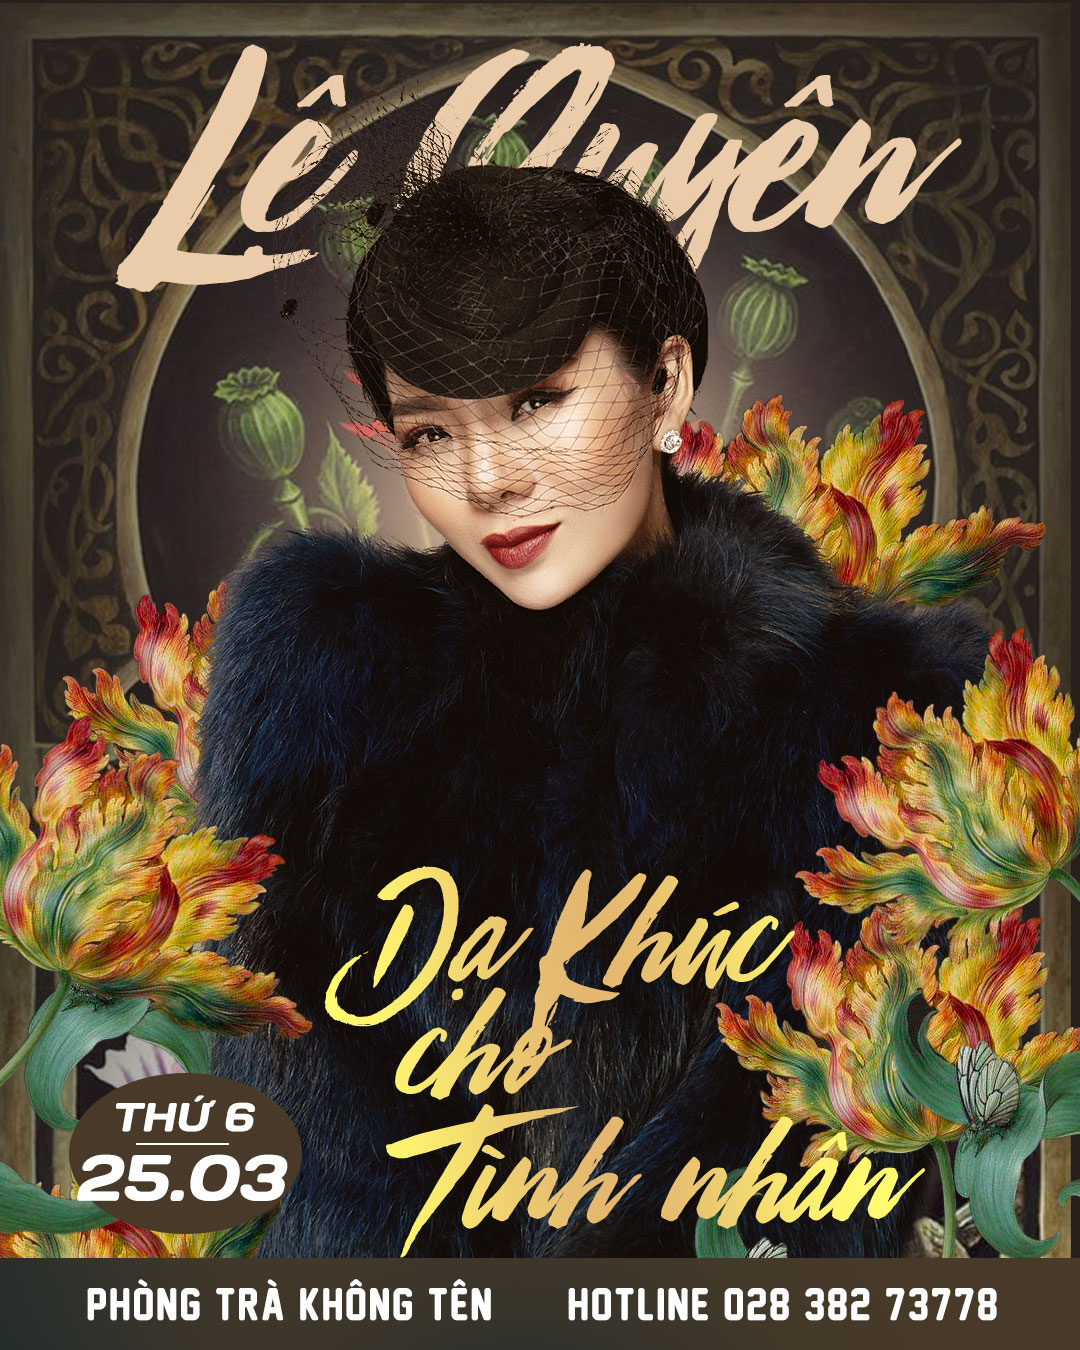 Lệ Quyên
Dạ Khúc
cho
Tình nhân
THỨ 6
25.03
PHÒNG TRÀ KHÔNG TÊN HOTLINE 028 382 73778